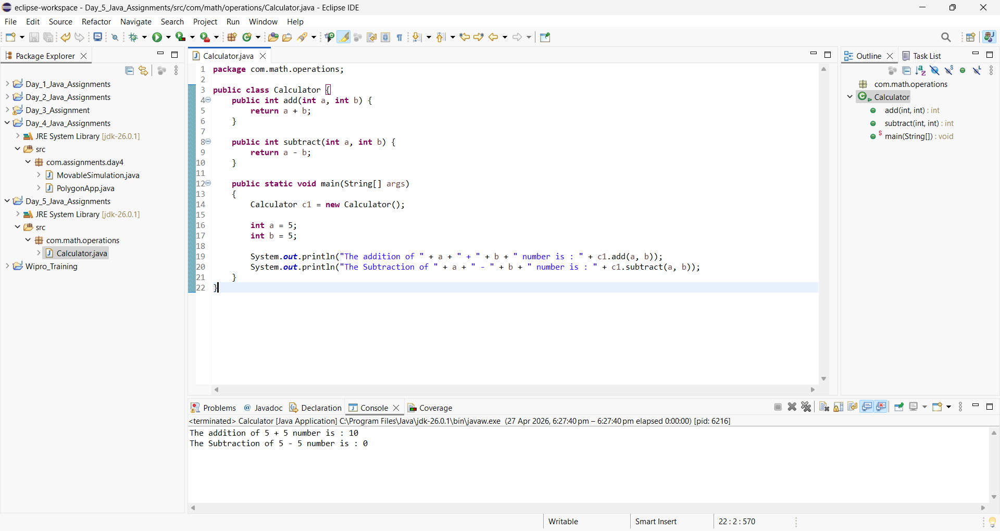 eclipse-workspace - Day_5_Java_Assignments/src/com/math/operations/Calculator.java - Eclipse IDE
File Edit Source Refactor Navigate Search Project Run Window Help
Package Explorer
Day_1_Java_Assignments
Day_2_Java_Assignments
Day_3_Assignment
Day_4_Java_Assignments
JRE System Library [jdk-26.0.1]
src
com.assignments.day4
MovableSimulation.java
PolygonApp.java
Day_5_Java_Assignments
JRE System Library [jdk-26.0.1]
src
com.math.operations
Calculator.java
Wipro_Training
Calculator.java
1 package com.math.operations;
2
3 public class Calculator {
4 public int add(int a, int b) {
5 return a + b;
6 }
7
8 public int subtract(int a, int b) {
9 return a - b;
10 }
11
12 public static void main(String[] args)
13 {
14 Calculator c1 = new Calculator();
15
16 int a = 5;
17 int b = 5;
18
19 System.out.println("The addition of " + a + " + " + b + " number is : " + c1.add(a, b));
20 System.out.println("The Subtraction of " + a + " - " + b + " number is : " + c1.subtract(a, b));
21 }
22 }
Outline Task List
com.math.operations
Calculator
add(int, int) : int
subtract(int, int) : int
main(String[]) : void
Problems Javadoc Declaration Console Coverage
<terminated> Calculator [Java Application] C:\Program Files\Java\jdk-26.0.1\bin\javaw.exe (27 Apr 2026, 6:27:40 pm – 6:27:40 pm elapsed 0:00:00) [pid: 6216]
The addition of 5 + 5 number is : 10
The Subtraction of 5 - 5 number is : 0
Writable Smart Insert 22 : 2 : 570